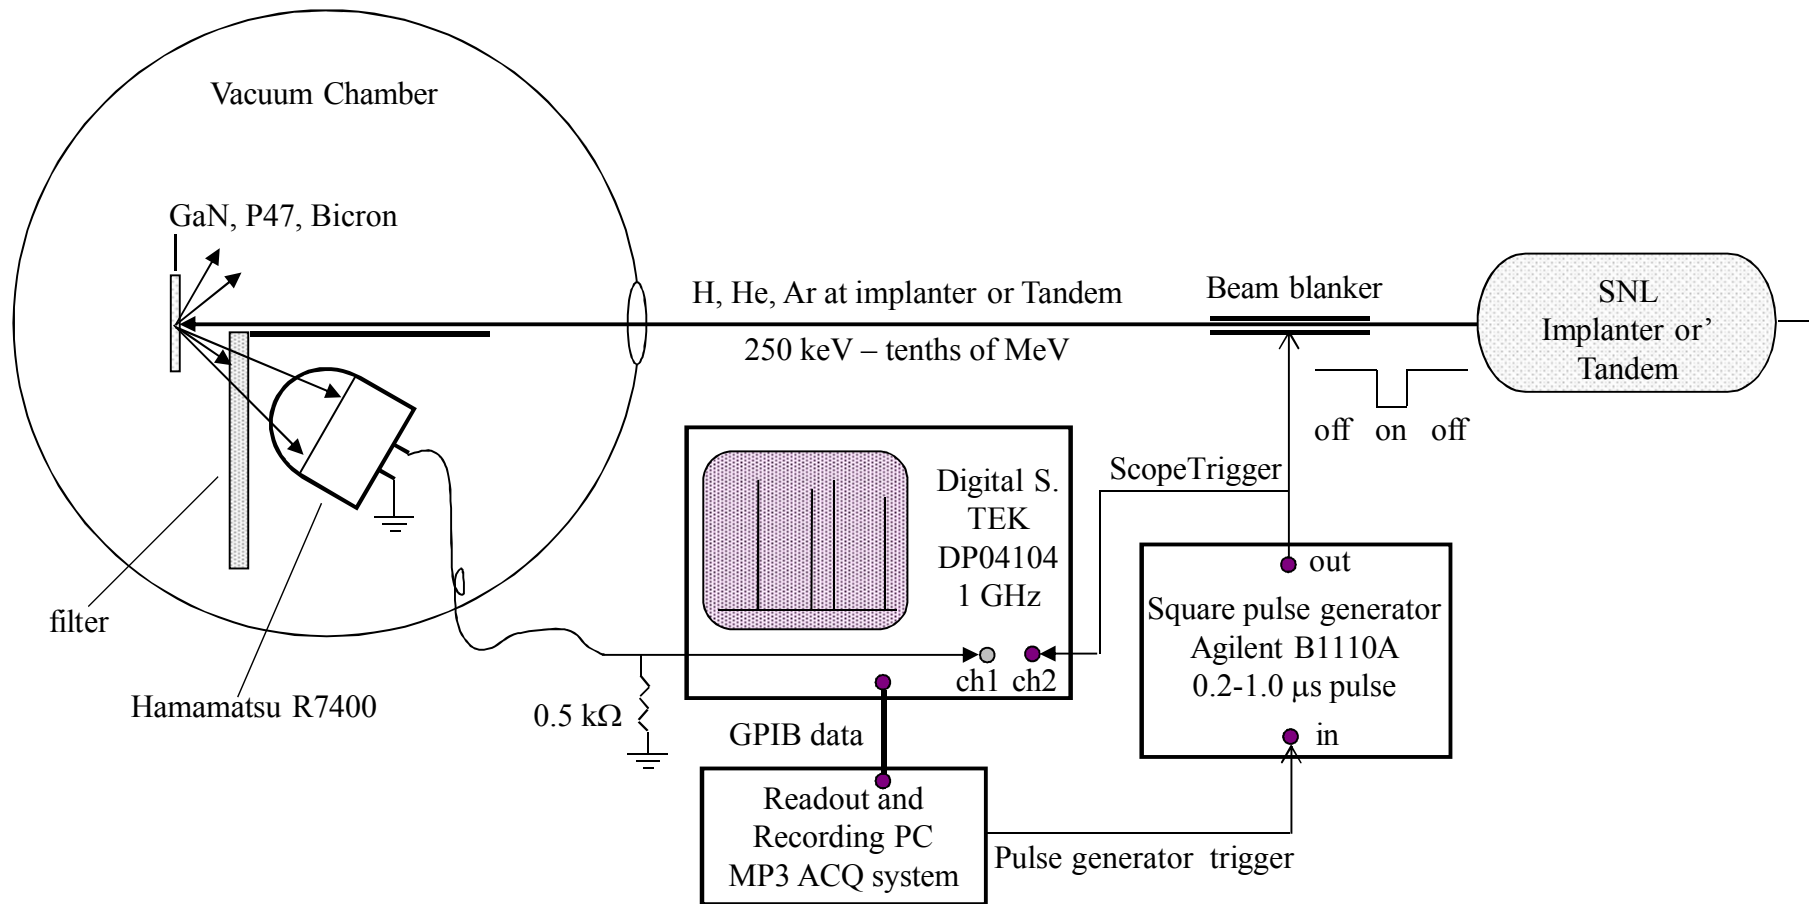 Vacuum Chamber
GaN, P47, Bicron
H, He, Ar at implanter or Tandem
250 keV – tenths of MeV
Beam blanker
SNL
Implanter or’
Tandem
off on off
ScopeTrigger
Digital S.
TEK
DP04104
1 GHz
ch1 ch2
out
Square pulse generator
Agilent B1110A
0.2-1.0 μs pulse
in
filter
Hamamatsu R7400
0.5 kΩ
GPIB data
Readout and
Recording PC
MP3 ACQ system
Pulse generator trigger